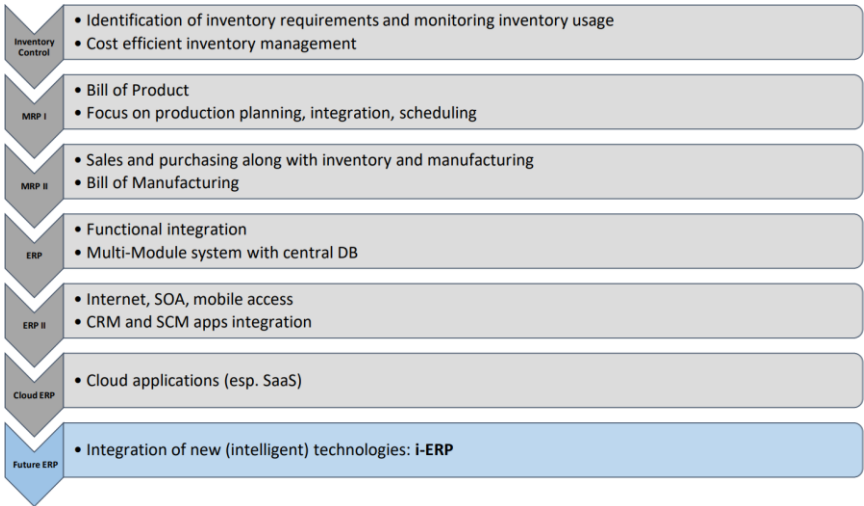 Inventory
Control
• Identification of inventory requirements and monitoring inventory usage
• Cost efficient inventory management
MRP I
• Bill of Product
• Focus on production planning, integration, scheduling
MRP II
• Sales and purchasing along with inventory and manufacturing
• Bill of Manufacturing
ERP
• Functional integration
• Multi-Module system with central DB
ERP II
• Internet, SOA, mobile access
• CRM and SCM apps integration
Cloud ERP
• Cloud applications (esp. SaaS)
Future ERP
• Integration of new (intelligent) technologies: i-ERP